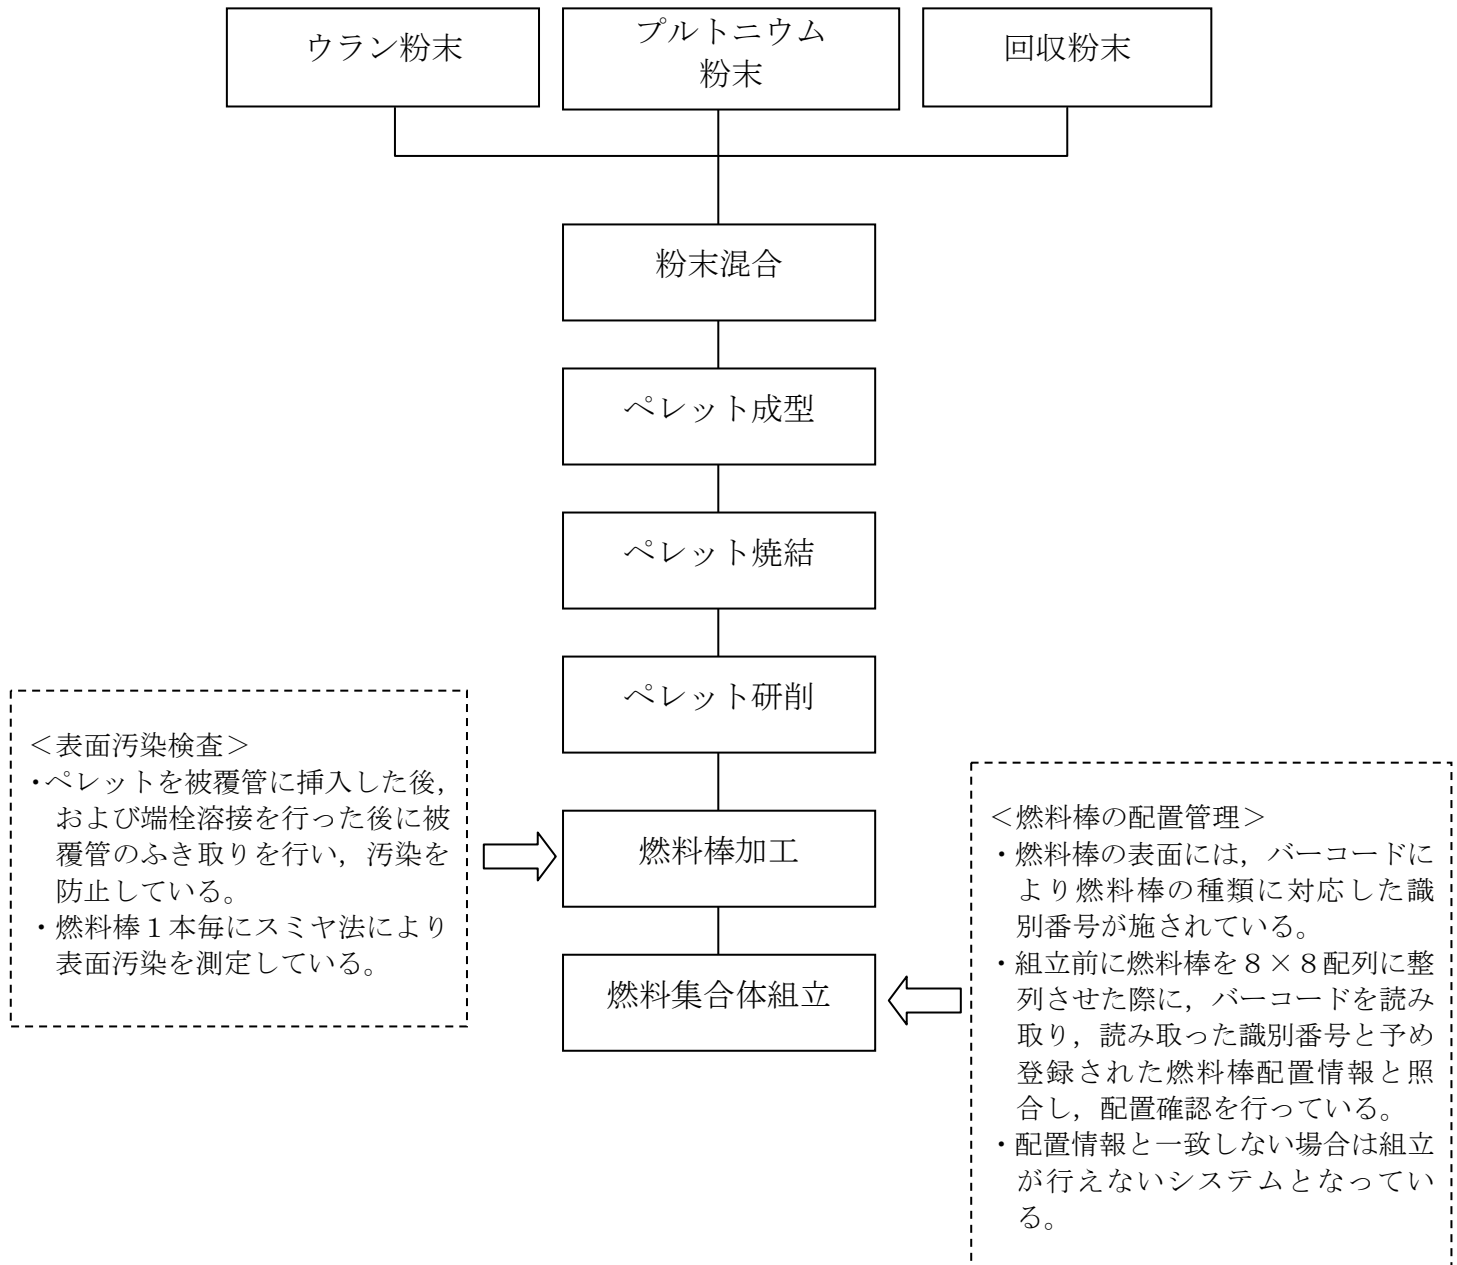 ウラン粉末
プルトニウム
粉末
回収粉末
粉末混合
ペレット成型
ペレット焼結
ペレット研削
＜表面汚染検査＞
・ペレットを被覆管に挿入した後，
および端栓溶接を行った後に被
覆管のふき取りを行い，汚染を
防止している。
・燃料棒１本毎にスミヤ法により
表面汚染を測定している。
燃料棒加工
燃料集合体組立
＜燃料棒の配置管理＞
・燃料棒の表面には，バーコードに
より燃料棒の種類に対応した識
別番号が施されている。
・組立前に燃料棒を８×８配列に整
列させた際に，バーコードを読み
取り，読み取った識別番号と予め
登録された燃料棒配置情報と照
合し，配置確認を行っている。
・配置情報と一致しない場合は組立
が行えないシステムとなってい
る。